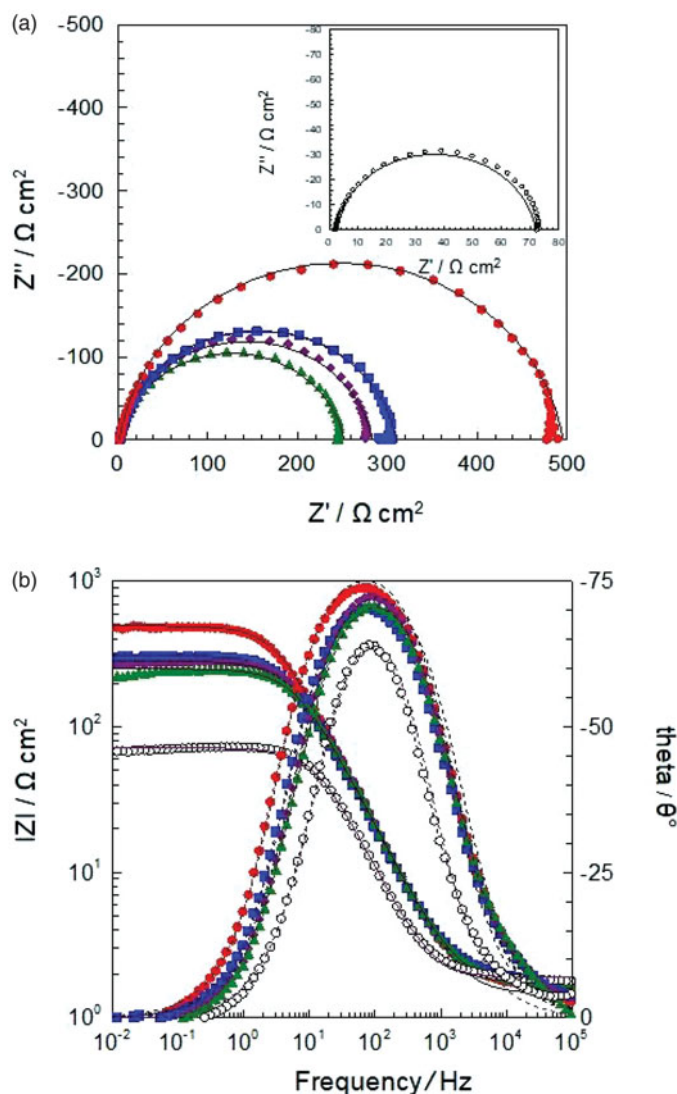 (a)
-500
-400
-300
-200
-100
0
Z'' / Ω cm²
0 100 200 300 400 500
Z' / Ω cm²
-80
-70
-60
-50
-40
-30
-20
-10
0
Z'' / Ω cm²
0 10 20 30 40 50 60 70 80
Z' / Ω cm²
(b)
10³
10²
10¹
10⁰
|Z| / Ω cm²
-75
-50
-25
0
theta / θ°
10⁻² 10⁻¹ 10⁰ 10¹ 10² 10³ 10⁴ 10⁵
Frequency/Hz